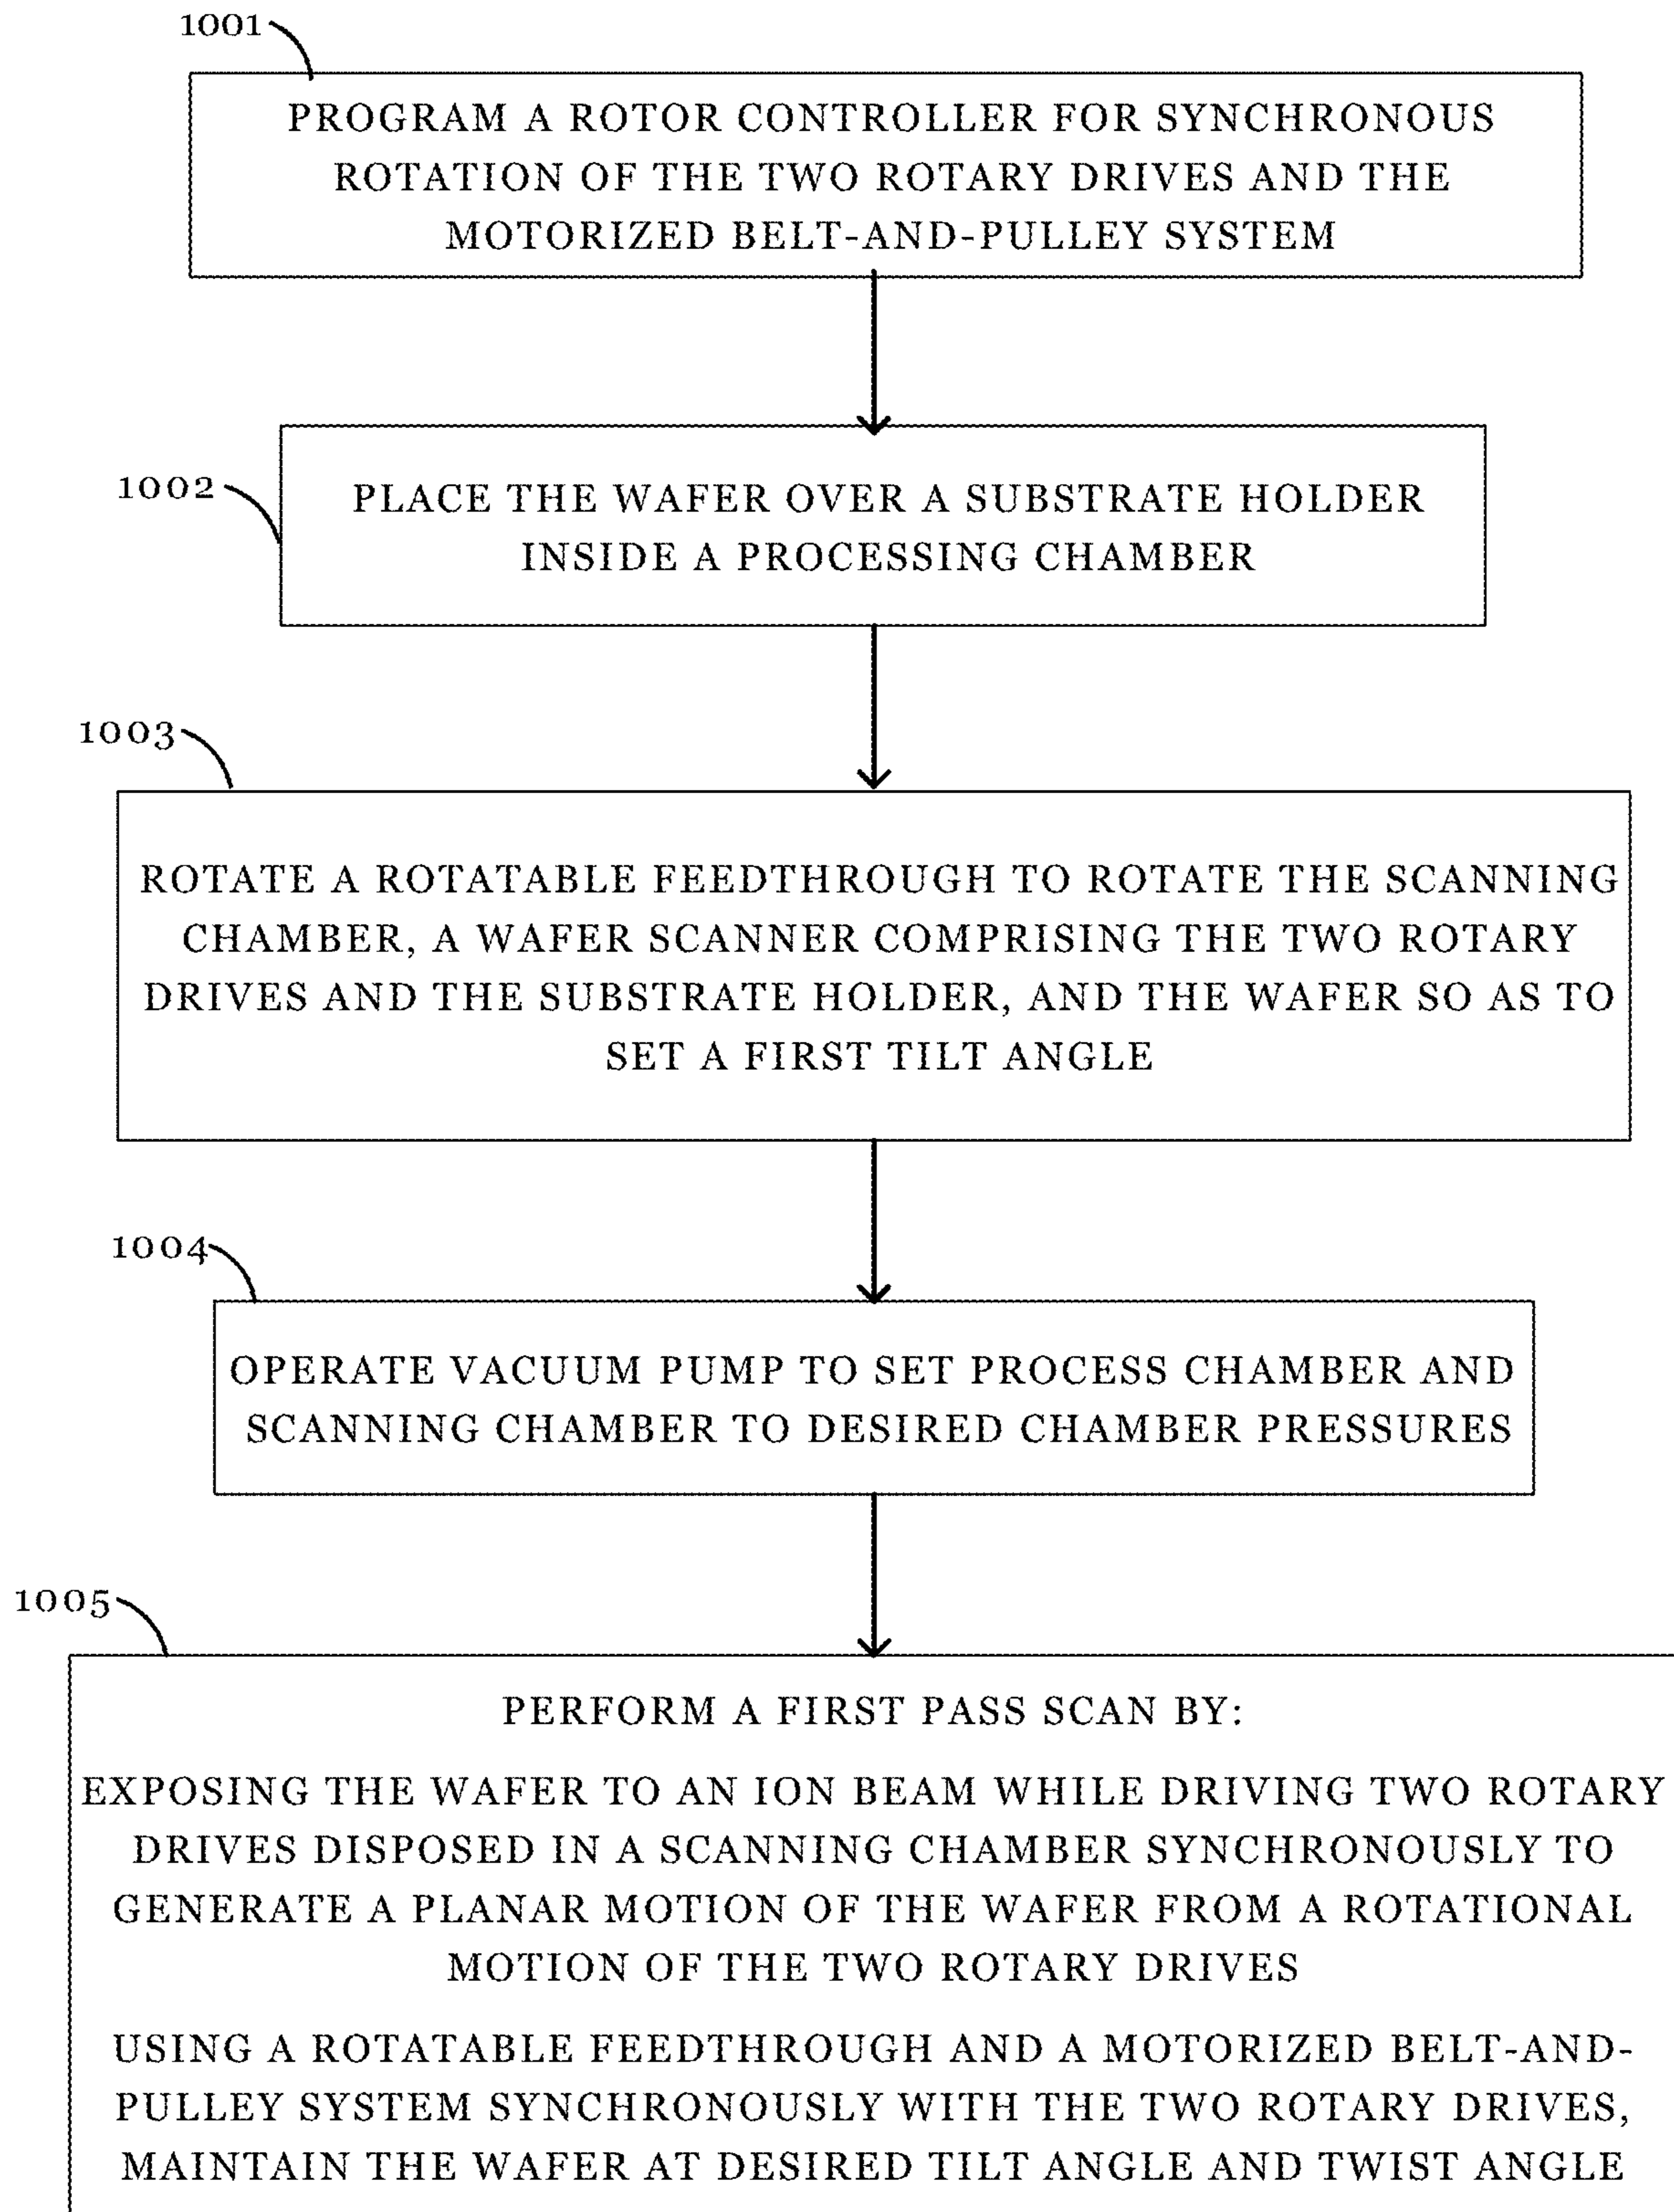 1001
PROGRAM A ROTOR CONTROLLER FOR SYNCHRONOUS
ROTATION OF THE TWO ROTARY DRIVES AND THE
MOTORIZED BELT-AND-PULLEY SYSTEM
1002
PLACE THE WAFER OVER A SUBSTRATE HOLDER
INSIDE A PROCESSING CHAMBER
1003
ROTATE A ROTATABLE FEEDTHROUGH TO ROTATE THE SCANNING
CHAMBER, A WAFER SCANNER COMPRISING THE TWO ROTARY
DRIVES AND THE SUBSTRATE HOLDER, AND THE WAFER SO AS TO
SET A FIRST TILT ANGLE
1004
OPERATE VACUUM PUMP TO SET PROCESS CHAMBER AND
SCANNING CHAMBER TO DESIRED CHAMBER PRESSURES
1005
PERFORM A FIRST PASS SCAN BY:
EXPOSING THE WAFER TO AN ION BEAM WHILE DRIVING TWO ROTARY
DRIVES DISPOSED IN A SCANNING CHAMBER SYNCHRONOUSLY TO
GENERATE A PLANAR MOTION OF THE WAFER FROM A ROTATIONAL
MOTION OF THE TWO ROTARY DRIVES
USING A ROTATABLE FEEDTHROUGH AND A MOTORIZED BELT-AND-
PULLEY SYSTEM SYNCHRONOUSLY WITH THE TWO ROTARY DRIVES,
MAINTAIN THE WAFER AT DESIRED TILT ANGLE AND TWIST ANGLE